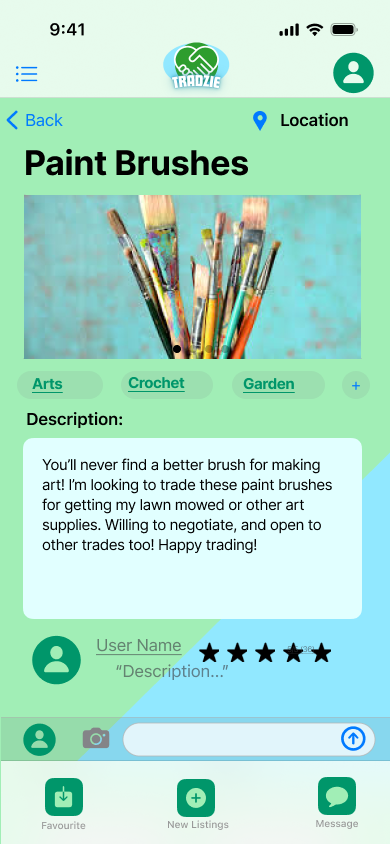 9:41
TRADZIE
Back
Location
Paint Brushes
Arts
Crochet
Garden
+
Description:
You'll never find a better brush for making
art! I'm looking to trade these paint brushes
for getting my lawn mowed or other art
supplies. Willing to negotiate, and open to
other trades too! Happy trading!
User Name
“Description...”
Favourite
New Listings
Message